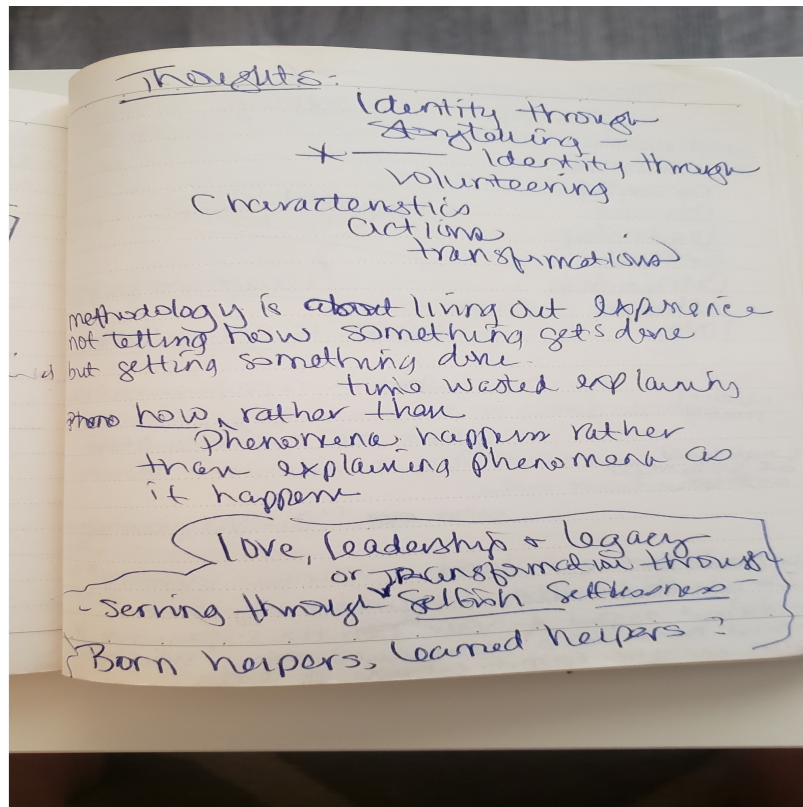 Thoughts:
Identity through
Storytelling -
* Identity through
Volunteering
Characteristics
actions
transformations
methodology is about living out experience
not telling how something gets done
but getting something done.
time wasted explaining
how, rather than
Phenomena happens rather
than explaining phenomena as
it happens
love, leadership + legacy
or Transformation through
- Serving through Selfish Selflessness -
Born helpers, learned helpers?